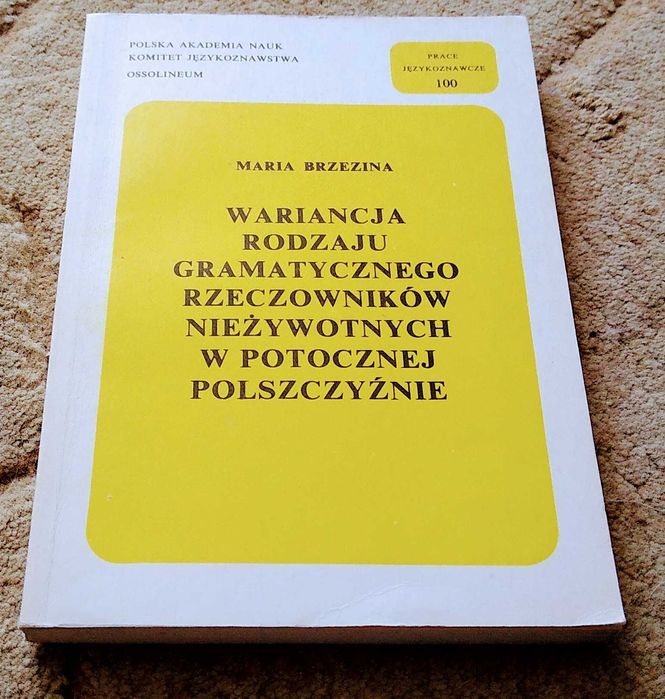 POLSKA AKADEMIA NAUK
KOMITET JĘZYKOZNAWSTWA
OSSOLINEUM
PRACE
JĘZYKOZNAWCZE
100
MARIA BRZEZINA
WARIANCJA
RODZAJU
GRAMATYCZNEGO
RZECZOWNIKÓW
NIEŻYWOTNYCH
W POTOCZNEJ
POLSZCZYŹNIE